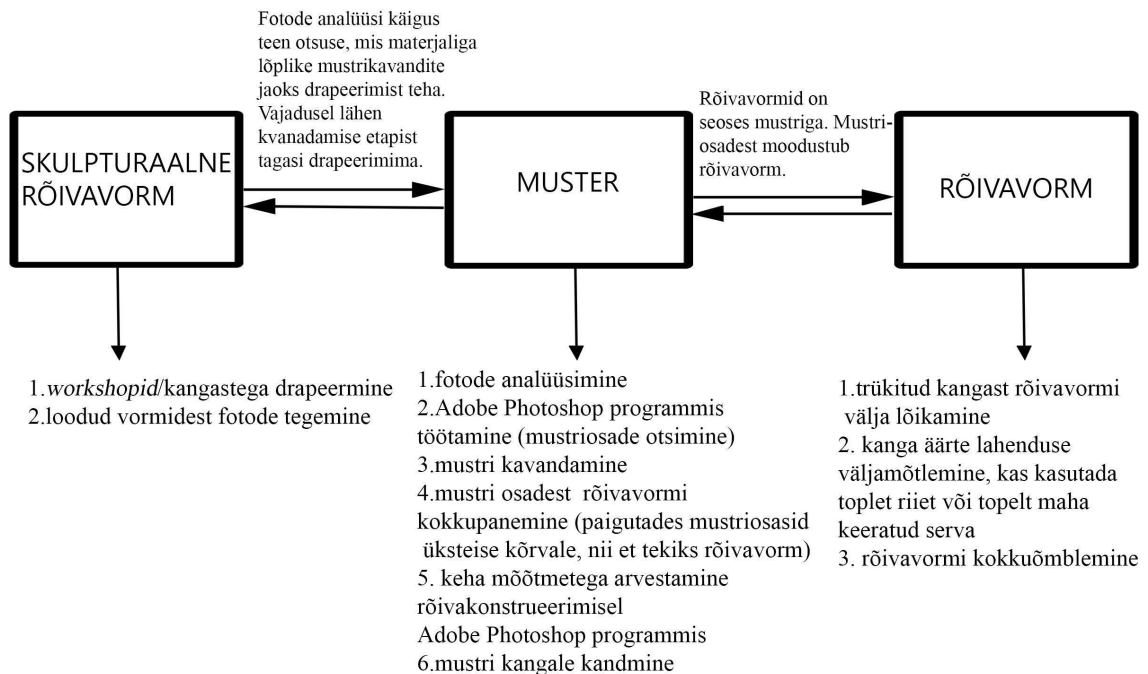 Fotode analüüsi käigus
teen otsuse, mis materjaliga
lõplike mustrikavandite
jaoks drapeerimist teha.
Vajadusel lähen
kvanadamise etapist
tagasi drapeerimima.
Rõivavormid on
seoses mustriga. Mustri-
osadest moodustub
rõivavorm.
SKULPTURAALNE
RÕIVAVORM
MUSTER
RÕIVAVORM
1.workshopid/kangastega drapeermine
2.loodud vormidest fotode tegemine
1.fotode analüüsimine
2.Adobe Photoshop programmis
töötamine (mustriosade otsimine)
3.mustri kavandamine
4.mustri osadest rõivavormi
kokkupanemine (paigutades mustriosasid
üksteise kõrvale, nii et tekiks rõivavorm)
5. keha mõõtmetega arvestamine
rõivakonstrueerimisel
Adobe Photoshop programmis
6.mustri kangale kandmine
1.trükitud kangast rõivavormi
välja lõikamine
2. kanga äärte lahenduse
väljamõtlemine, kas kasutada
toplet riiet või topelt maha
keeratud serva
3. rõivavormi kokkuõmblemine